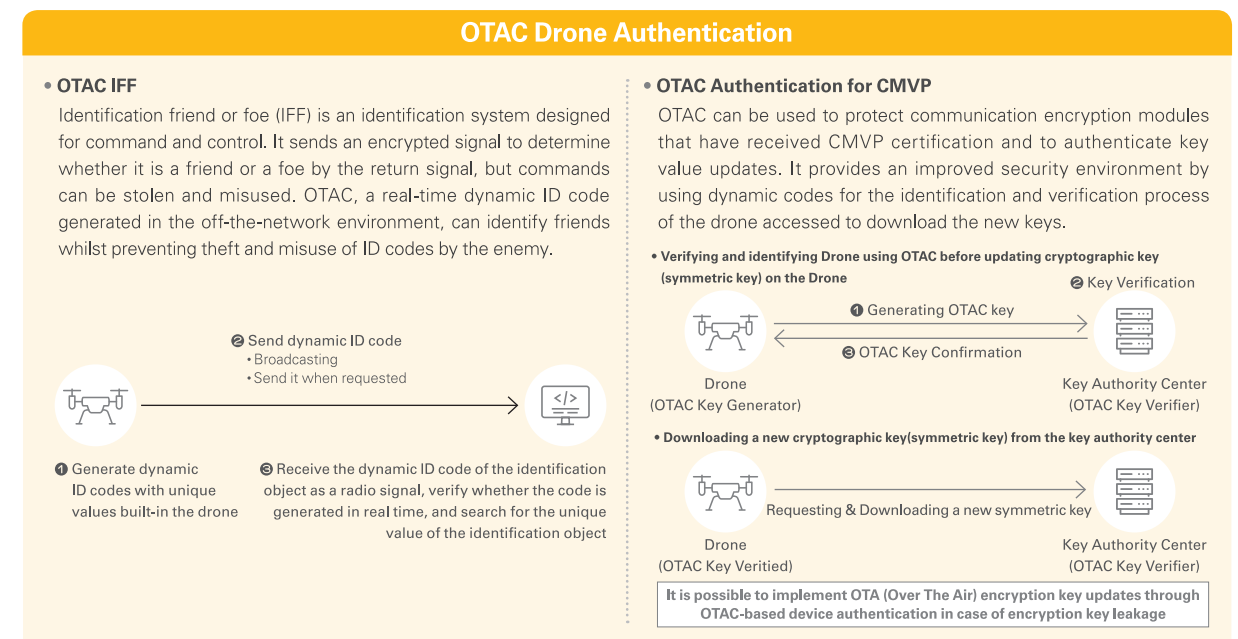 OTAC Drone Authentication
• OTAC IFF
Identification friend or foe (IFF) is an identification system designed
for command and control. It sends an encrypted signal to determine
whether it is a friend or a foe by the return signal, but commands
can be stolen and misused. OTAC, a real-time dynamic ID code
generated in the off-the-network environment, can identify friends
whilst preventing theft and misuse of ID codes by the enemy.
❷ Send dynamic ID code
• Broadcasting
• Send it when requested
</>
❶ Generate dynamic
ID codes with unique
values built-in the drone
❸ Receive the dynamic ID code of the identification
object as a radio signal, verify whether the code is
generated in real time, and search for the unique
value of the identification object
• OTAC Authentication for CMVP
OTAC can be used to protect communication encryption modules
that have received CMVP certification and to authenticate key
value updates. It provides an improved security environment by
using dynamic codes for the identification and verification process
of the drone accessed to download the new keys.
• Verifying and identifying Drone using OTAC before updating cryptographic key
(symmetric key) on the Drone
❷ Key Verification
❶ Generating OTAC key
❸ OTAC Key Confirmation
Drone
(OTAC Key Generator)
Key Authority Center
(OTAC Key Verifier)
• Downloading a new cryptographic key(symmetric key) from the key authority center
Requesting & Downloading a new symmetric key
Drone
(OTAC Key Veritied)
Key Authority Center
(OTAC Key Verifier)
It is possible to implement OTA (Over The Air) encryption key updates through
OTAC-based device authentication in case of encryption key leakage